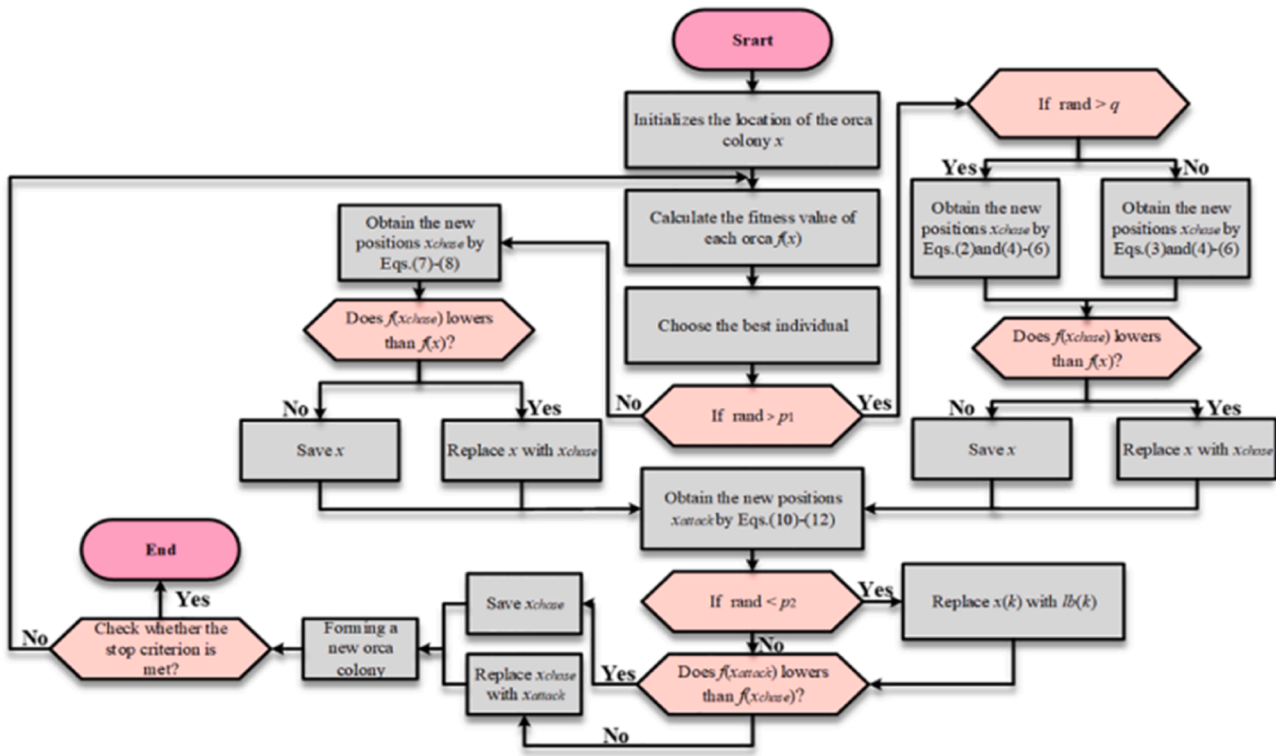 Srart
Initializes the location of the orca
colony x
Calculate the fitness value of
each orca f(x)
Choose the best individual
If rand > p1
No
Yes
If rand > q
Yes
No
Obtain the new
positions xchase by
Eqs.(2)and(4)-(6)
Obtain the new
positions xchase by
Eqs.(3)and(4)-(6)
Does f(xchase) lowers
than f(x)?
No
Yes
Save x
Replace x with xchase
Obtain the new
positions xchase by
Eqs.(7)-(8)
Does f(xchase) lowers
than f(x)?
No
Yes
Save x
Replace x with xchase
Obtain the new positions
xattack by Eqs.(10)-(12)
If rand < p2
Yes
Replace x(k) with lb(k)
No
Does f(xattack) lowers
than f(xchase)?
Yes
Save xchase
No
Replace xchase
with xattack
Forming a
new orca
colony
Check whether the
stop criterion is
met?
No
Yes
End